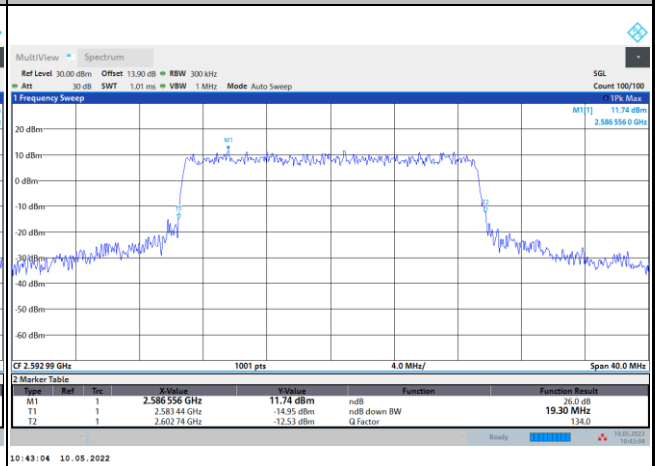 MultiView Spectrum
Ref Level 30.00 dBm Offset 13.90 dB RBW 300 kHz SGL
Att 30 dB SWT 1.01 ms VBW 1 MHz Mode Auto Sweep Count 100/100
1 Frequency Sweep 1Pk Max
M1[1] 11.74 dBm
2.586 556 0 GHz
20 dBm
M1
10 dBm
0 dBm
-10 dBm
T1 T2
-20 dBm
-30 dBm
-40 dBm
-50 dBm
-60 dBm
CF 2.592 99 GHz 1001 pts 4.0 MHz/ Span 40.0 MHz
2 Marker Table
Type Ref Trc X-Value Y-Value Function Function Result
M1 1 2.586 556 GHz 11.74 dBm ndB 26.0 dB
T1 1 2.583 44 GHz -14.95 dBm ndB down BW 19.30 MHz
T2 1 2.602 74 GHz -12.53 dBm Q Factor 134.0
Ready 10.05.2022
10:43:04
10:43:04 10.05.2022